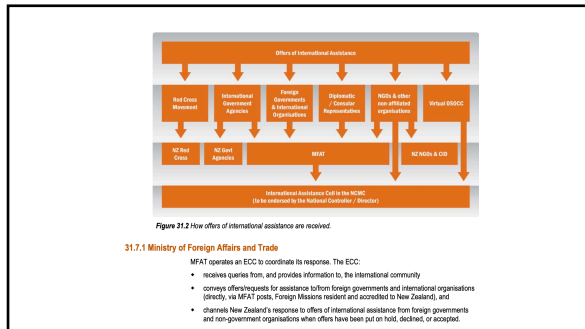 Offers of International Assistance
Red Cross
Movement
International
Government
Agencies
Foreign
Governments
& International
Organisations
Diplomatic
/ Consular
Representatives
NGOs & other
non-affiliated
organisations
Virtual OSOCC
NZ Red
Cross
NZ Govt
Agencies
MFAT
NZ NGOs & CID
International Assistance Cell in the NCMC
(to be endorsed by the National Controller / Director)
Figure 31.2 How offers of international assistance are received.
31.7.1 Ministry of Foreign Affairs and Trade
MFAT operates an ECC to coordinate its response. The ECC:
• receives queries from, and provides information to, the international community
• conveys offers/requests for assistance to/from foreign governments and international organisations
(directly, via MFAT posts, Foreign Missions resident and accredited to New Zealand), and
• channels New Zealand's response to offers of international assistance from foreign governments
and non-government organisations when offers have been put on hold, declined, or accepted.